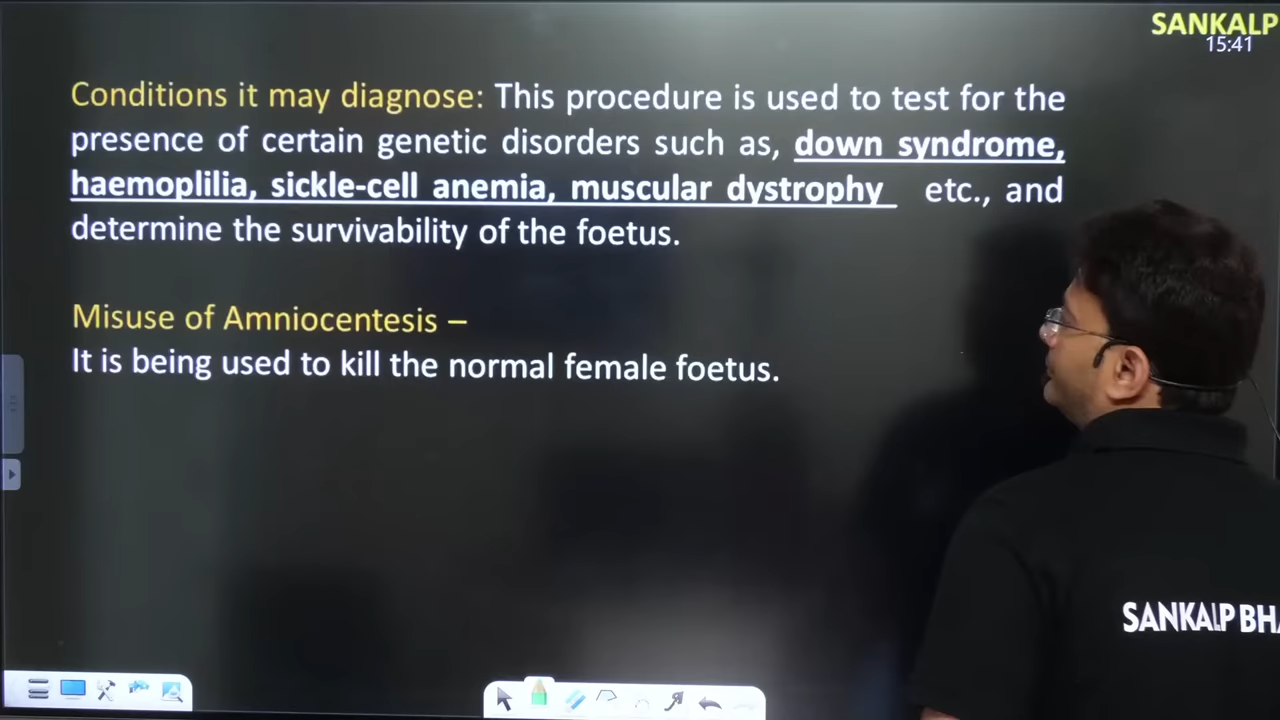 SANKALP
15:41
Conditions it may diagnose: This procedure is used to test for the
presence of certain genetic disorders such as, down syndrome,
haemoplilia, sickle-cell anemia, muscular dystrophy etc., and
determine the survivability of the foetus.
Misuse of Amniocentesis –
It is being used to kill the normal female foetus.
SANKALP BHA